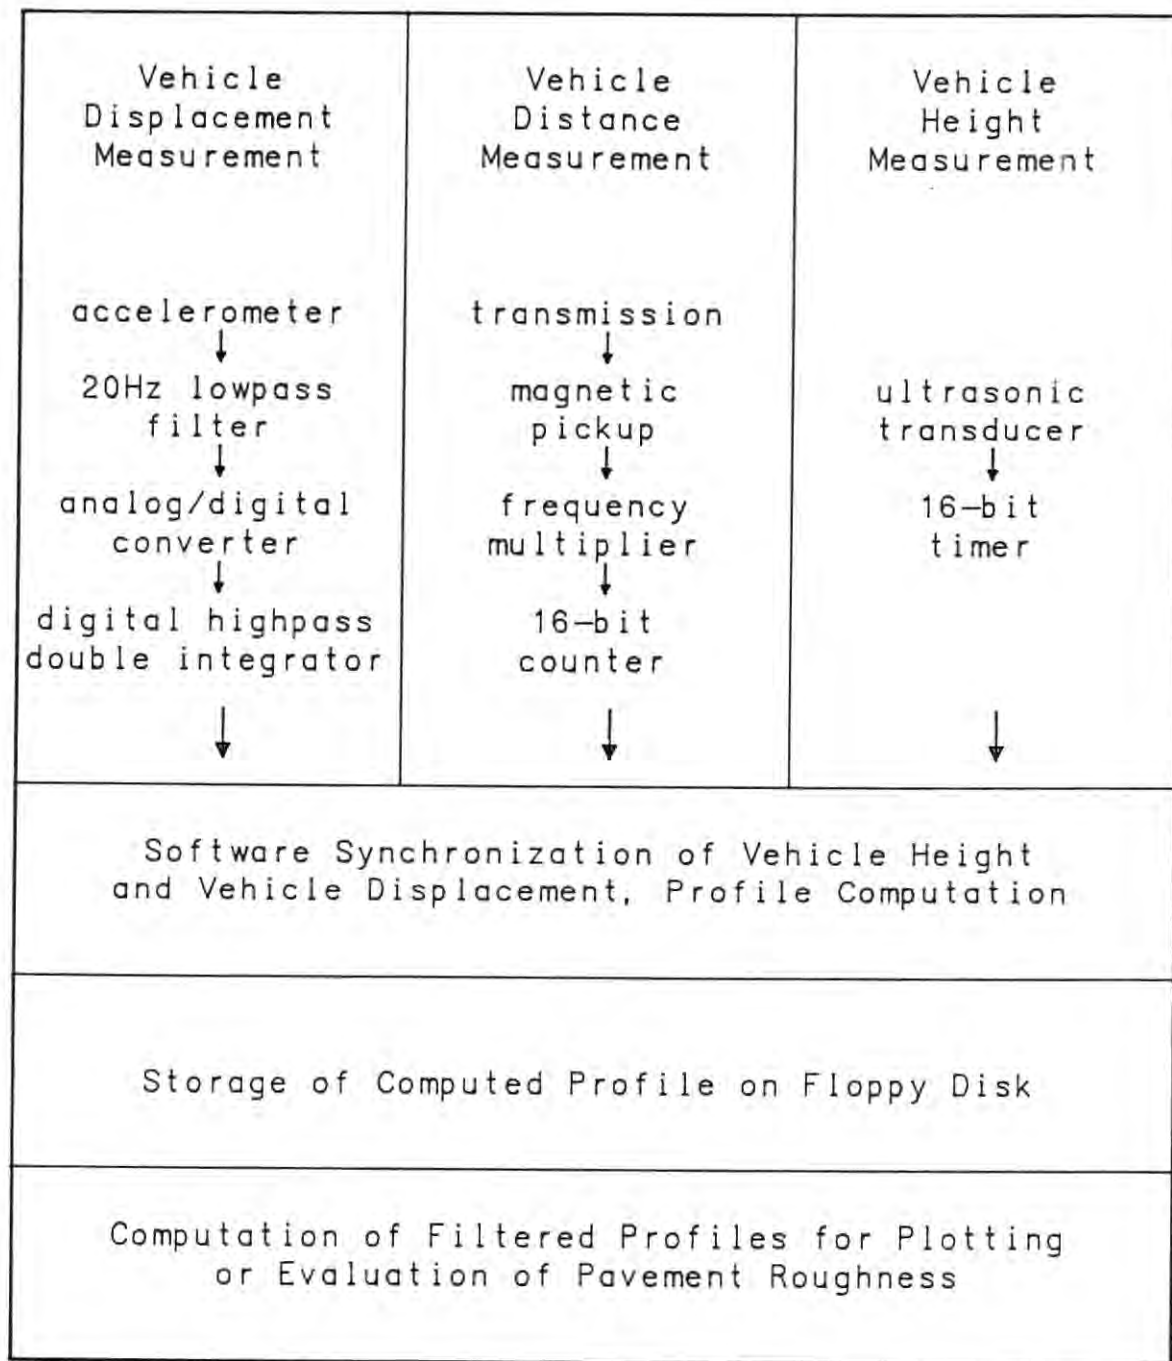 Vehicle
Displacement
Measurement
accelerometer
20Hz lowpass
filter
analog/digital
converter
digital highpass
double integrator
Vehicle
Distance
Measurement
transmission
magnetic
pickup
frequency
multiplier
16-bit
counter
Vehicle
Height
Measurement
ultrasonic
transducer
16-bit
timer
Software Synchronization of Vehicle Height
and Vehicle Displacement, Profile Computation
Storage of Computed Profile on Floppy Disk
Computation of Filtered Profiles for Plotting
or Evaluation of Pavement Roughness